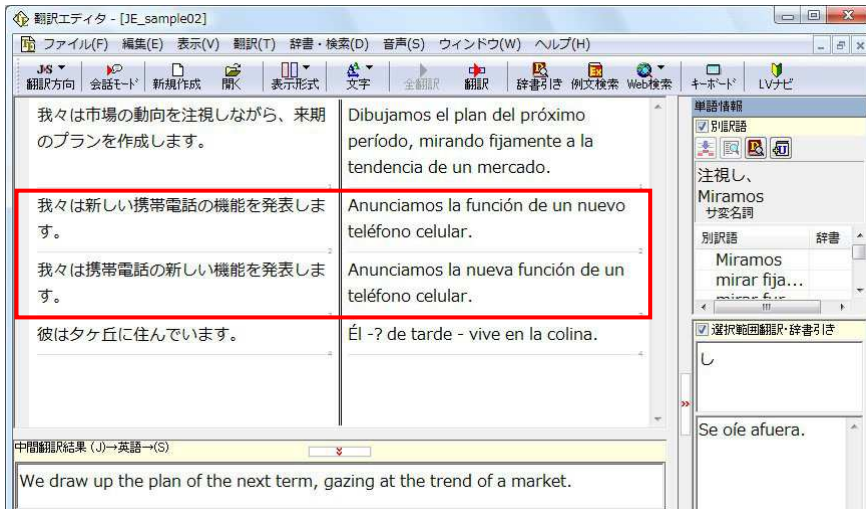 翻訳エディタ - [JE_sample02]
ファイル(F) 編集(E) 表示(V) 翻訳(T) 辞書・検索(D) 音声(S) ウィンドウ(W) ヘルプ(H)
J-S
翻訳方向 会話モード 新規作成 開く 表示形式 文字 全翻訳 翻訳 辞書引き 例文検索 Web検索 キーボード LVナビ
我々は市場の動向を注視しながら、来期
のプランを作成します。
Dibujamos el plan del próximo
período, mirando fijamente a la
tendencia de un mercado.
1
1
我々は新しい携帯電話の機能を発表しま
す。
Anunciamos la función de un nuevo
teléfono celular.
2
2
我々は携帯電話の新しい機能を発表しま
す。
Anunciamos la nueva función de un
teléfono celular.
3
3
彼は夕ヶ丘に住んでいます。
Él -? de tarde - vive en la colina.
4
4
単語情報
別訳語
注視し、
Miramos
サ変名詞
別訳語 辞書
Miramos
mirar fija...
選択範囲翻訳・辞書引き
し
Se oíe afuera.
中間翻訳結果 (J)→英語→(S)
We draw up the plan of the next term, gazing at the trend of a market.